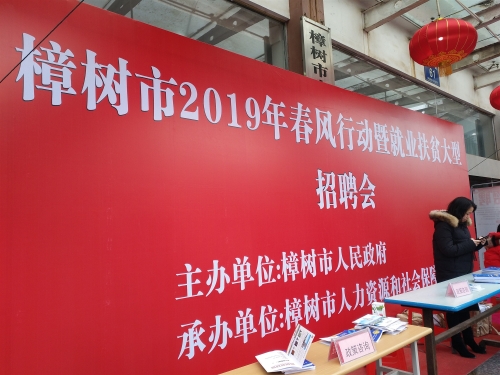 樟树市2019年春风行动暨就业扶贫大型
招聘会
主办单位:樟树市人民政府
承办单位:樟树市人力资源和社会保障
樟树市
61
政策咨询